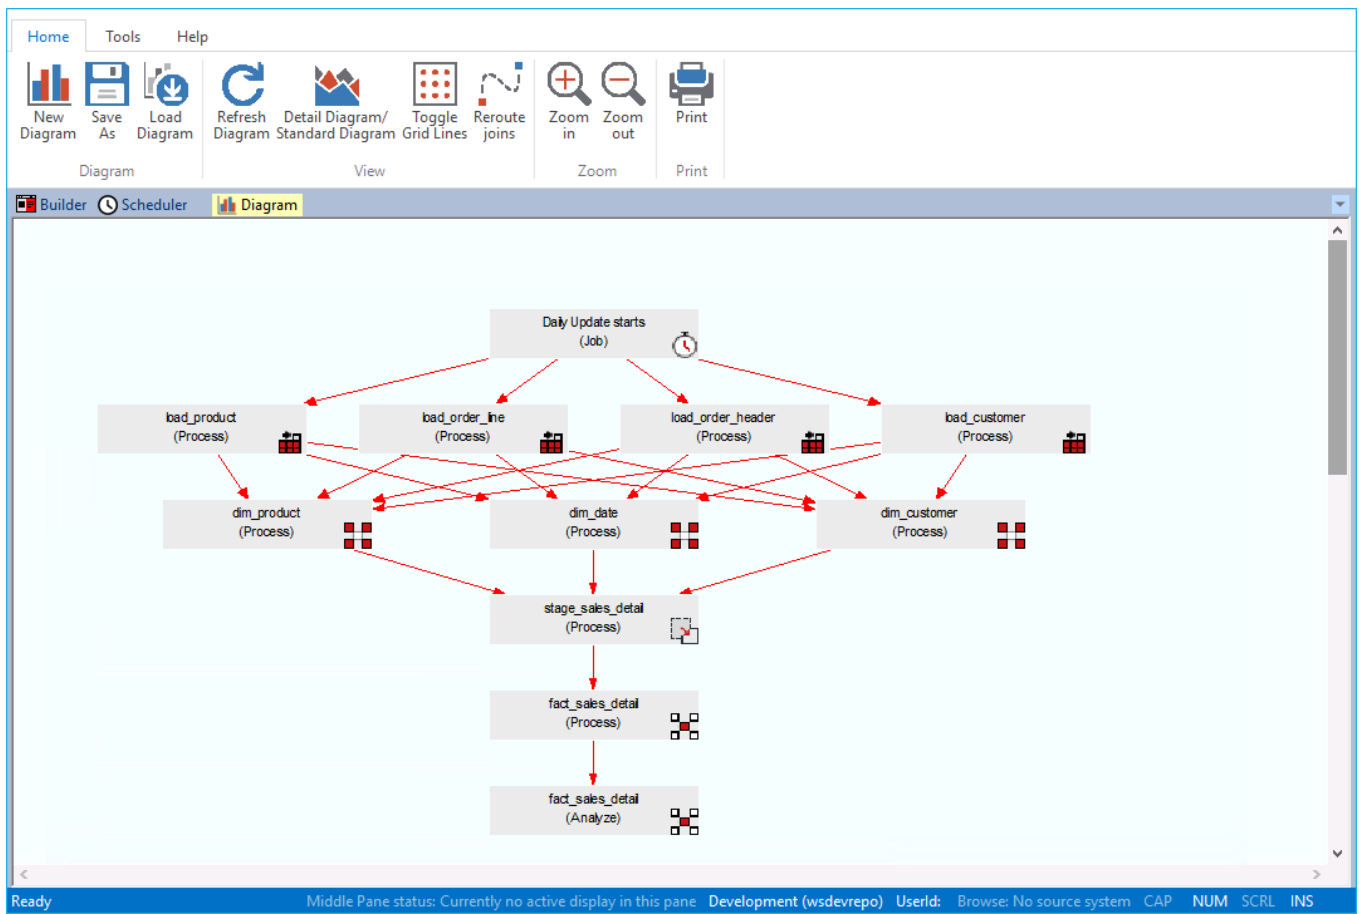 Home Tools Help
New Diagram
Save As
Load Diagram
Refresh Diagram
Detail Diagram/ Standard Diagram
Toggle Grid Lines
Reroute joins
Zoom in
Zoom out
Print
Diagram View Zoom Print
Builder Scheduler Diagram
Daily Update starts
(Job)
load_product
(Process)
load_order_line
(Process)
load_order_header
(Process)
load_customer
(Process)
dim_product
(Process)
dim_date
(Process)
dim_customer
(Process)
stage_sales_detail
(Process)
fact_sales_detail
(Process)
fact_sales_detail
(Analyze)
Ready Middle Pane status: Currently no active display in this pane Development (wsdevrepo) UserId: Browse: No source system CAP NUM SCRL INS